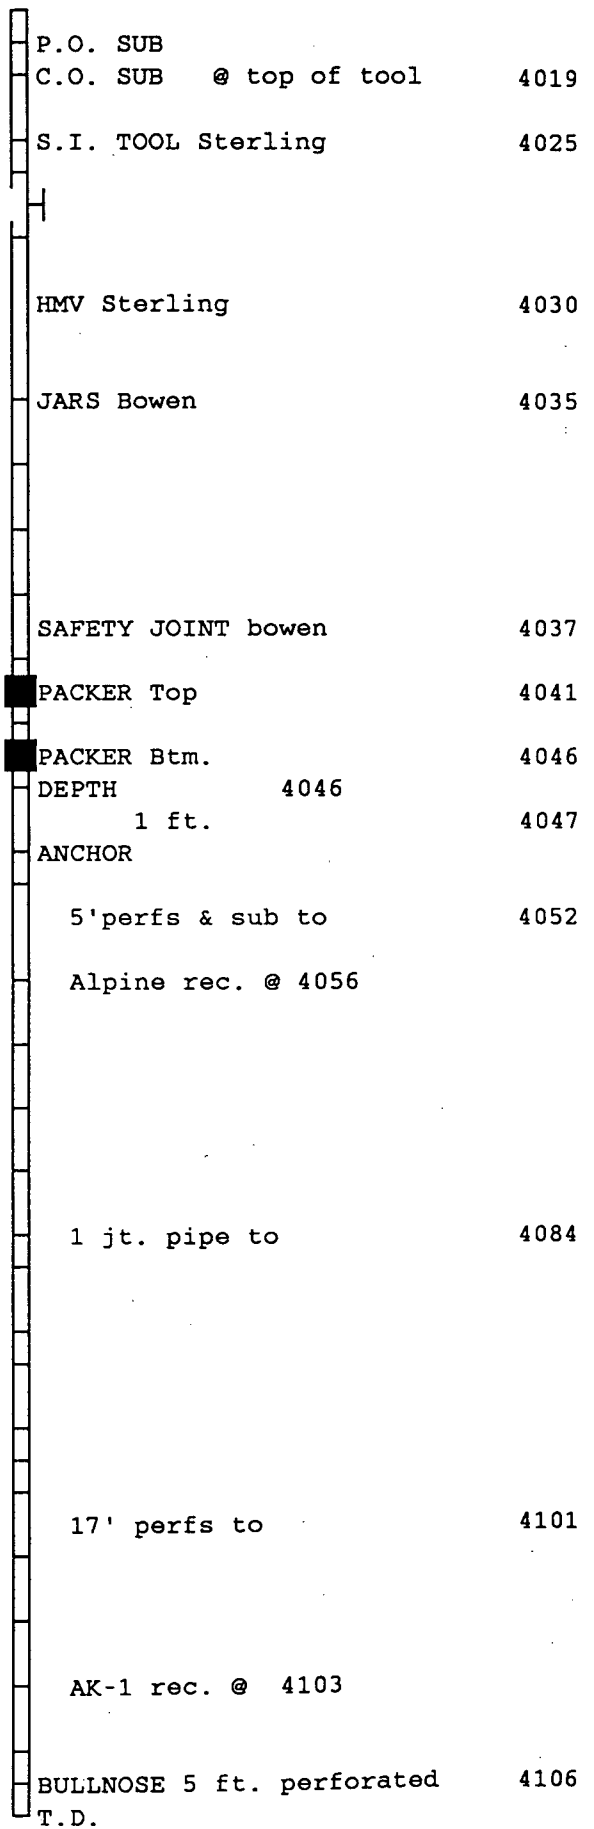 P.O. SUB
C.O. SUB @ top of tool 4019
S.I. TOOL Sterling 4025
HMV Sterling 4030
JARS Bowen 4035
SAFETY JOINT bowen 4037
PACKER Top 4041
PACKER Btm. 4046
DEPTH 4046
1 ft. 4047
ANCHOR
5'perfs & sub to 4052
Alpine rec. @ 4056
1 jt. pipe to 4084
17' perfs to 4101
AK-1 rec. @ 4103
BULLNOSE 5 ft. perforated 4106
T.D.